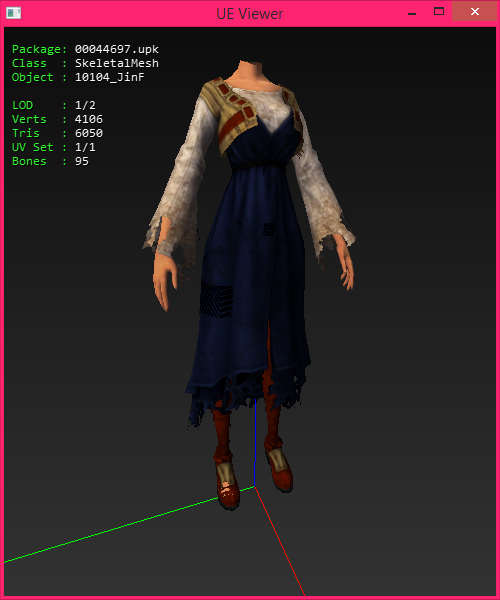 UE Viewer
Package: 00044697.upk
Class : SkeletalMesh
Object : 10104_JinF
LOD : 1/2
Verts : 4106
Tris : 6050
UV Set : 1/1
Bones : 95